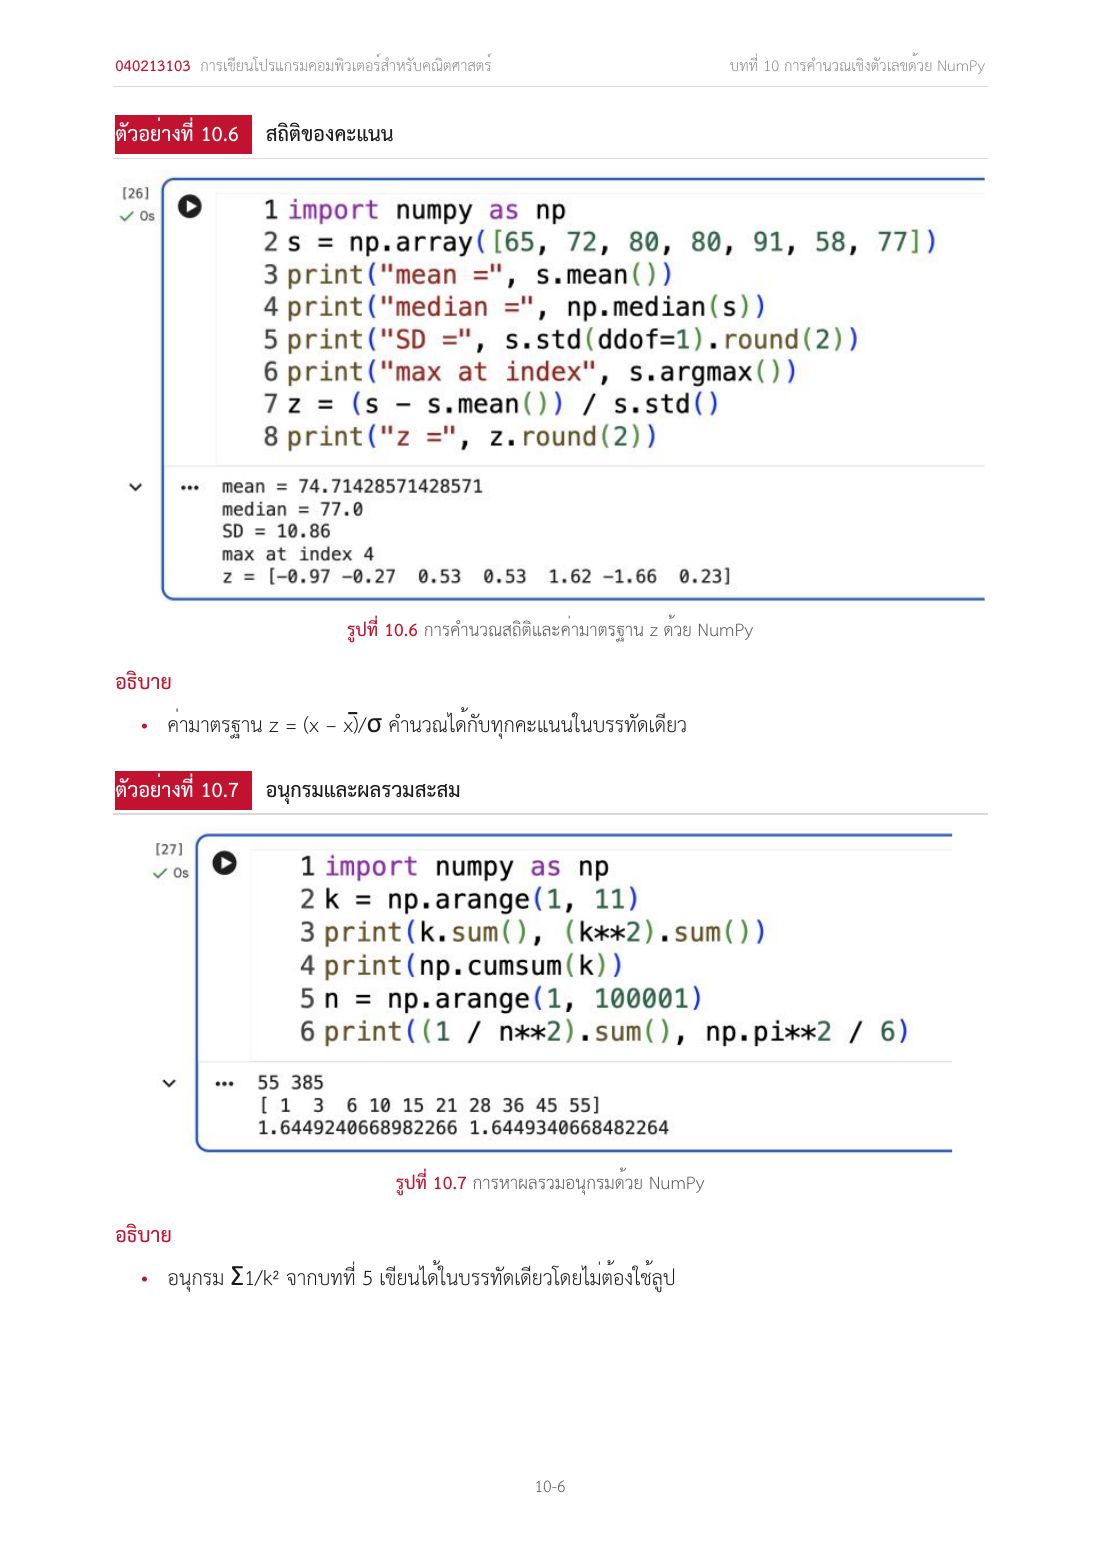 040213103 การเขียนโปรแกรมคอมพิวเตอร์สำหรับคณิตศาสตร์
บทที่ 10 การคำนวณเชิงตัวเลขด้วย NumPy
ตัวอย่างที่ 10.6 สถิติของคะแนน
[26]
0s
1 import numpy as np
2 s = np.array([65, 72, 80, 80, 91, 58, 77])
3 print("mean =", s.mean())
4 print("median =", np.median(s))
5 print("SD =", s.std(ddof=1).round(2))
6 print("max at index", s.argmax())
7 z = (s - s.mean()) / s.std()
8 print("z =", z.round(2))
mean = 74.71428571428571
median = 77.0
SD = 10.86
max at index 4
z = [-0.97 -0.27  0.53  0.53  1.62 -1.66  0.23]
รูปที่ 10.6 การคำนวณสถิติและค่ามาตรฐาน z ด้วย NumPy
อธิบาย
• ค่ามาตรฐาน z = (x – x̄)/σ คำนวณได้กับทุกคะแนนในบรรทัดเดียว
ตัวอย่างที่ 10.7 อนุกรมและผลรวมสะสม
[27]
0s
1 import numpy as np
2 k = np.arange(1, 11)
3 print(k.sum(), (k**2).sum())
4 print(np.cumsum(k))
5 n = np.arange(1, 100001)
6 print((1 / n**2).sum(), np.pi**2 / 6)
55 385
[ 1  3  6 10 15 21 28 36 45 55]
1.6449240668982266 1.6449340668482264
รูปที่ 10.7 การหาผลรวมอนุกรมด้วย NumPy
อธิบาย
• อนุกรม Σ1/k² จากบทที่ 5 เขียนได้ในบรรทัดเดียวโดยไม่ต้องใช้ลูป
10-6